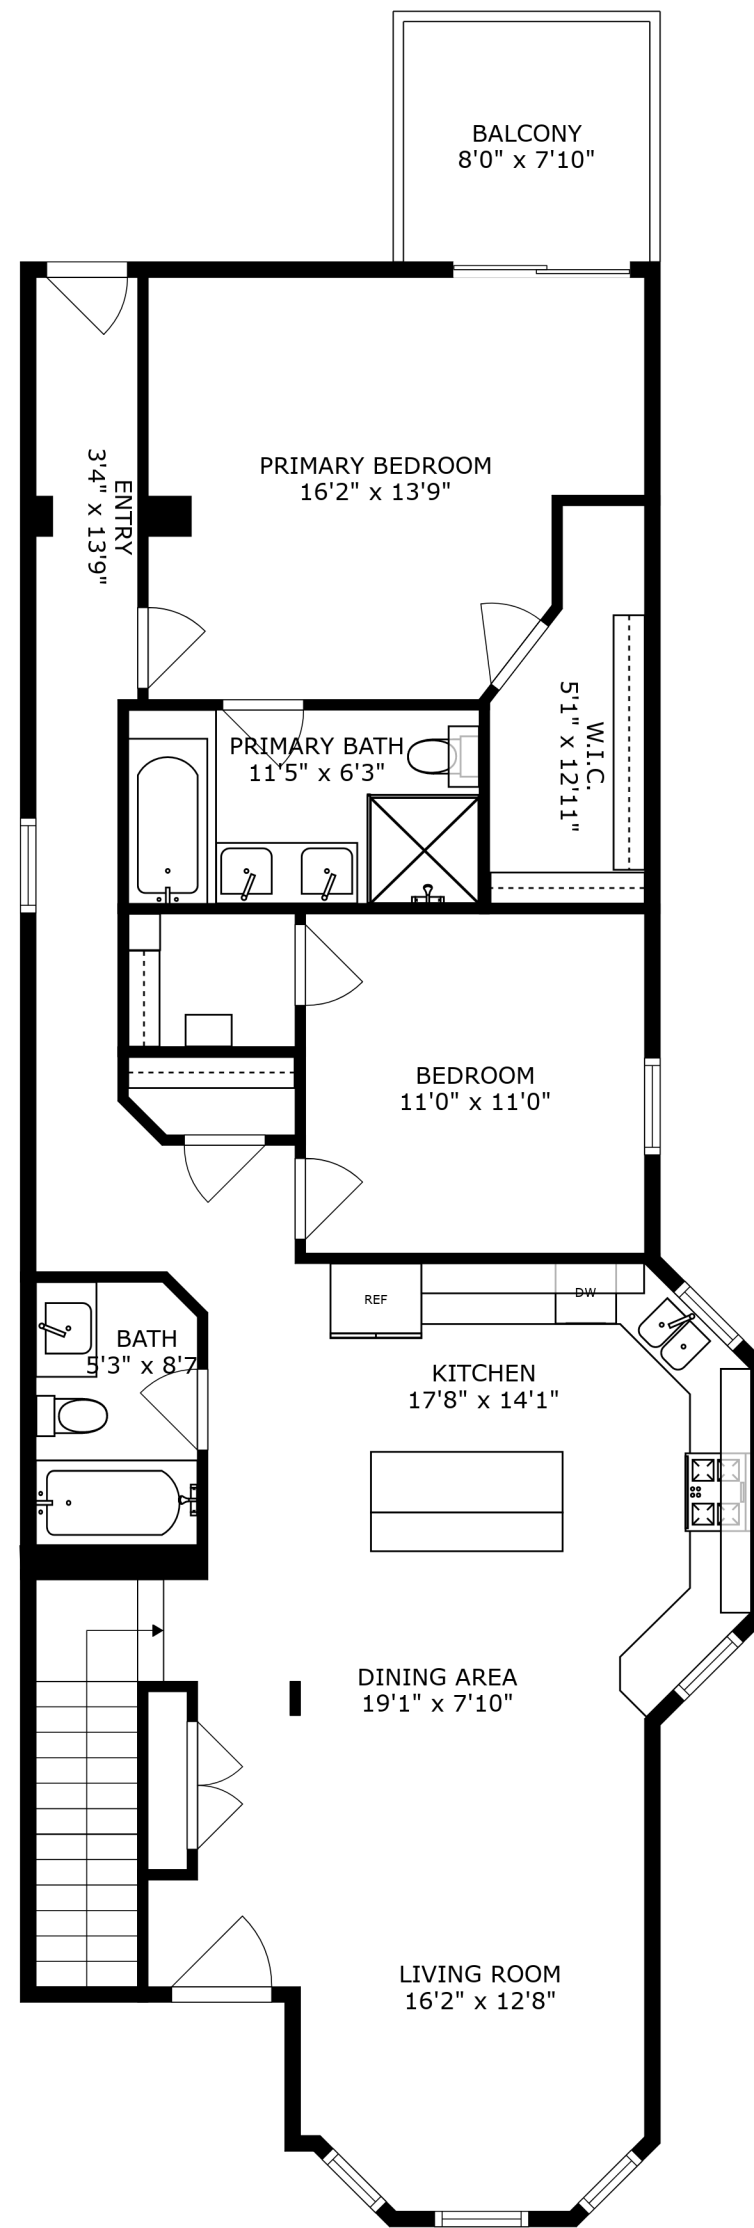 BALCONY
8'0" x 7'10"
PRIMARY BEDROOM
16'2" x 13'9"
ENTRY
3'4" x 13'9"
W.I.C.
5'1" x 12'11"
PRIMARY BATH
11'5" x 6'3"
BEDROOM
11'0" x 11'0"
REF
DW
BATH
5'3" x 8'7
KITCHEN
17'8" x 14'1"
DINING AREA
19'1" x 7'10"
LIVING ROOM
16'2" x 12'8"